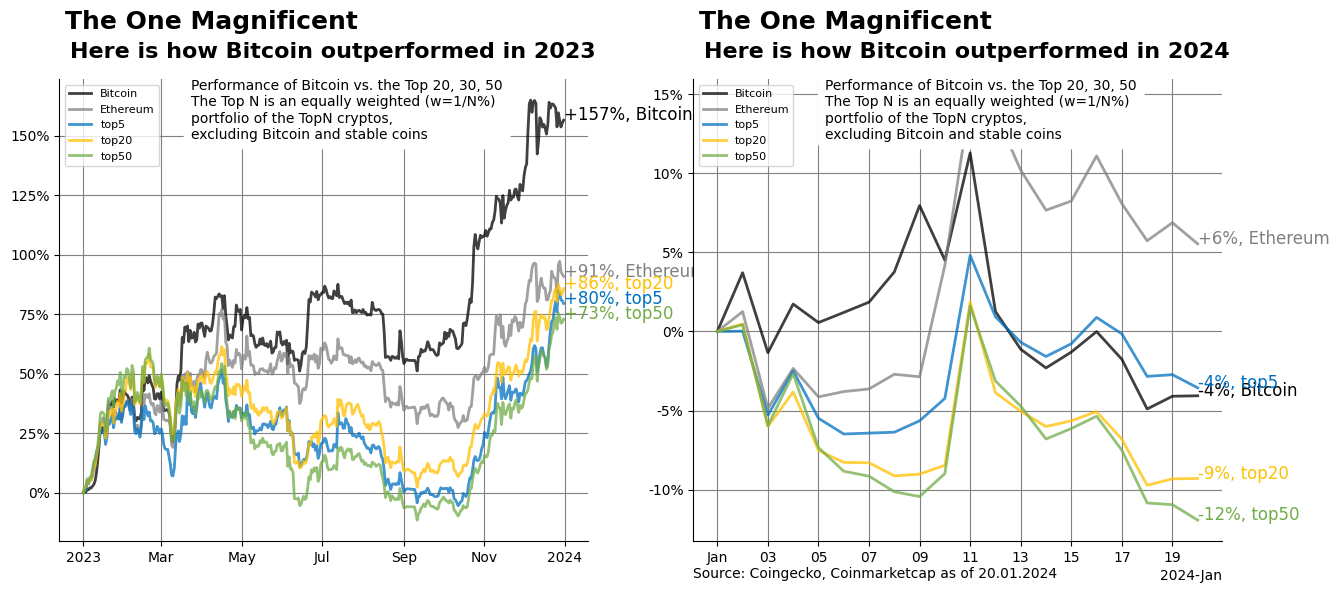 The One Magnificent
Here is how Bitcoin outperformed in 2023
Bitcoin
Ethereum
top5
top20
top50
Performance of Bitcoin vs. the Top 20, 30, 50
The Top N is an equally weighted (w=1/N%)
portfolio of the TopN cryptos,
excluding Bitcoin and stable coins
150%
125%
100%
75%
50%
25%
0%
+157%, Bitcoin
+91%, Ethereum
+86%, top20
+80%, top5
+73%, top50
2023 Mar May Jul Sep Nov 2024
The One Magnificent
Here is how Bitcoin outperformed in 2024
Bitcoin
Ethereum
top5
top20
top50
Performance of Bitcoin vs. the Top 20, 30, 50
The Top N is an equally weighted (w=1/N%)
portfolio of the TopN cryptos,
excluding Bitcoin and stable coins
15%
10%
5%
0%
-5%
-10%
+6%, Ethereum
-4%, top5
-4%, Bitcoin
-9%, top20
-12%, top50
Jan 03 05 07 09 11 13 15 17 19
Source: Coingecko, Coinmarketcap as of 20.01.2024
2024-Jan